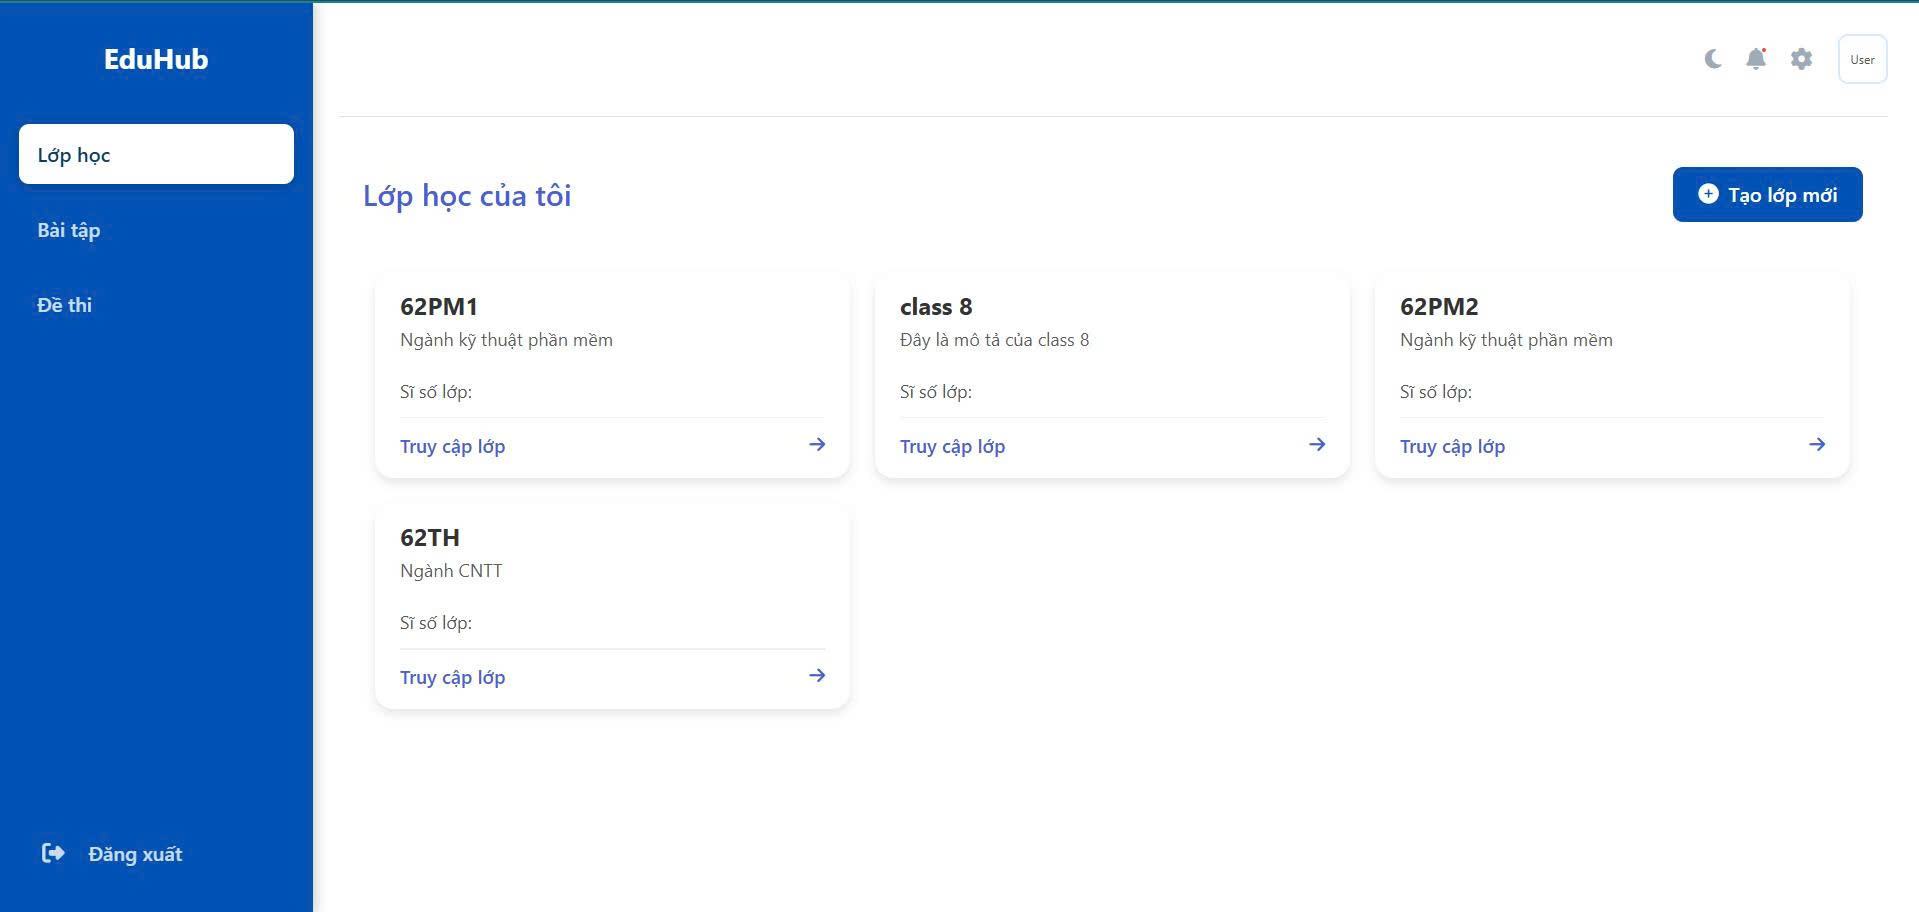 EduHub
Lớp học
Bài tập
Đề thi
Đăng xuất
User
Lớp học của tôi
Tạo lớp mới
62PM1
Ngành kỹ thuật phần mềm
Sĩ số lớp:
Truy cập lớp
class 8
Đây là mô tả của class 8
Sĩ số lớp:
Truy cập lớp
62PM2
Ngành kỹ thuật phần mềm
Sĩ số lớp:
Truy cập lớp
62TH
Ngành CNTT
Sĩ số lớp:
Truy cập lớp